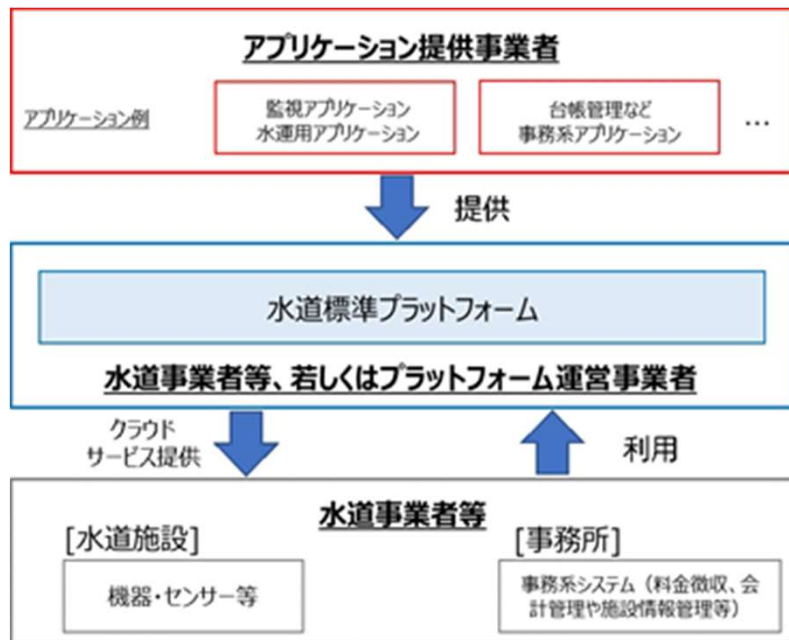 アプリケーション提供事業者
アプリケーション例
監視アプリケーション
水運用アプリケーション
台帳管理など
事務系アプリケーション
…
提供
水道標準プラットフォーム
水道事業者等、若しくはプラットフォーム運営事業者
クラウド
サービス提供
利用
水道事業者等
[水道施設]
機器・センサー等
[事務所]
事務系システム（料金徴収、会
計管理や施設情報管理等）